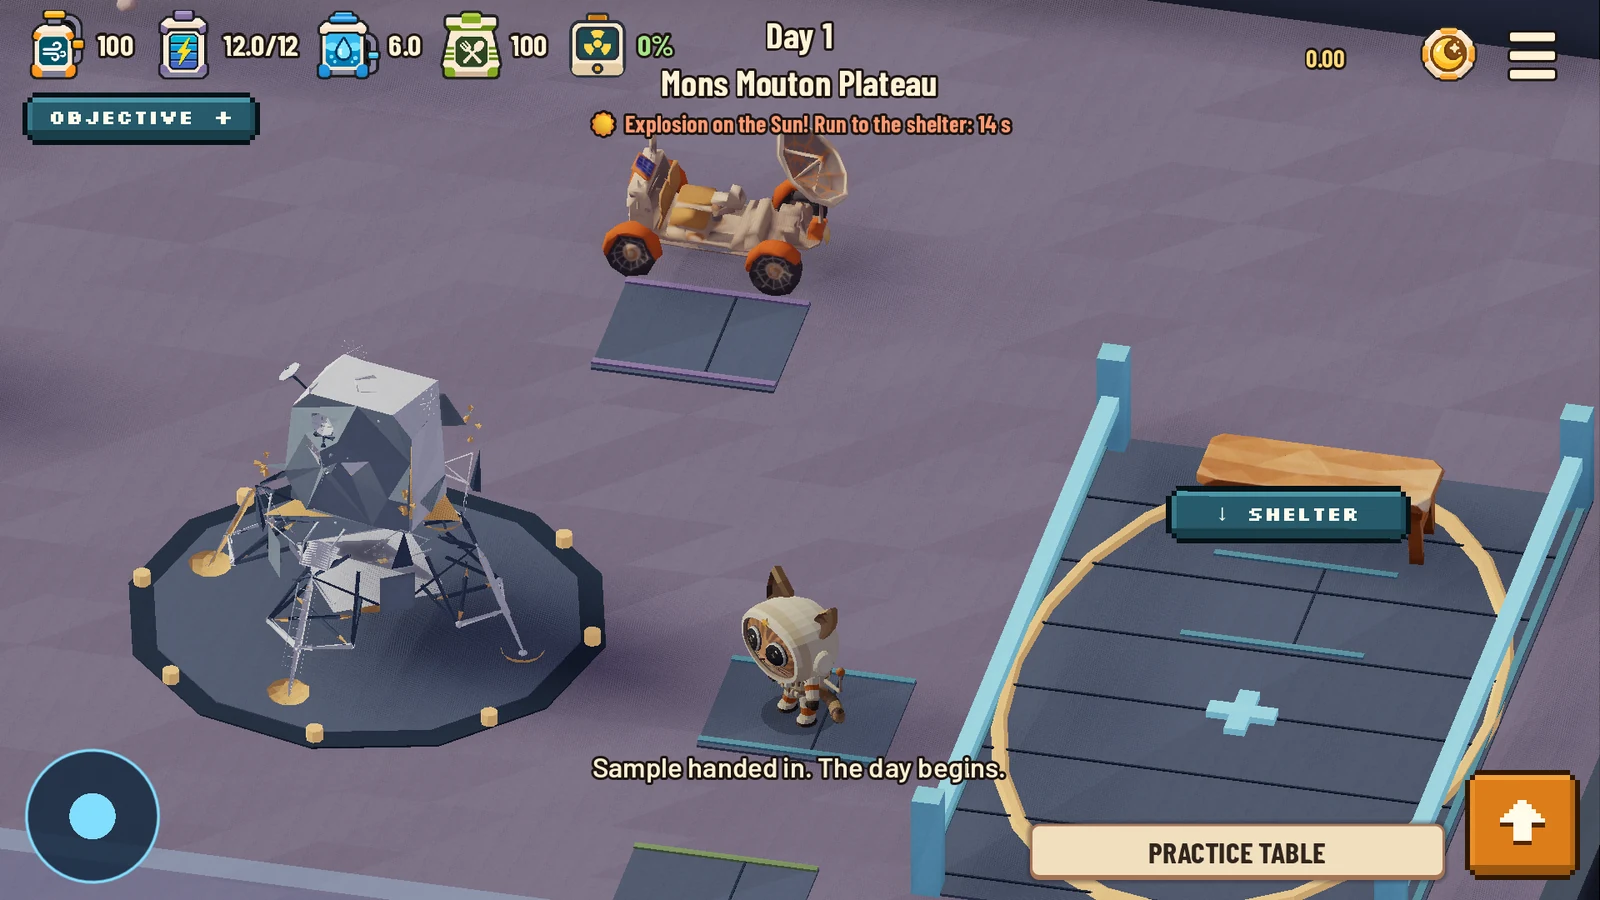 100
12.0/12
6.0
100
0%
Day 1
0.00
Mons Mouton Plateau
OBJECTIVE +
Explosion on the Sun! Run to the shelter: 14 s
↓ SHELTER
Sample handed in. The day begins.
PRACTICE TABLE